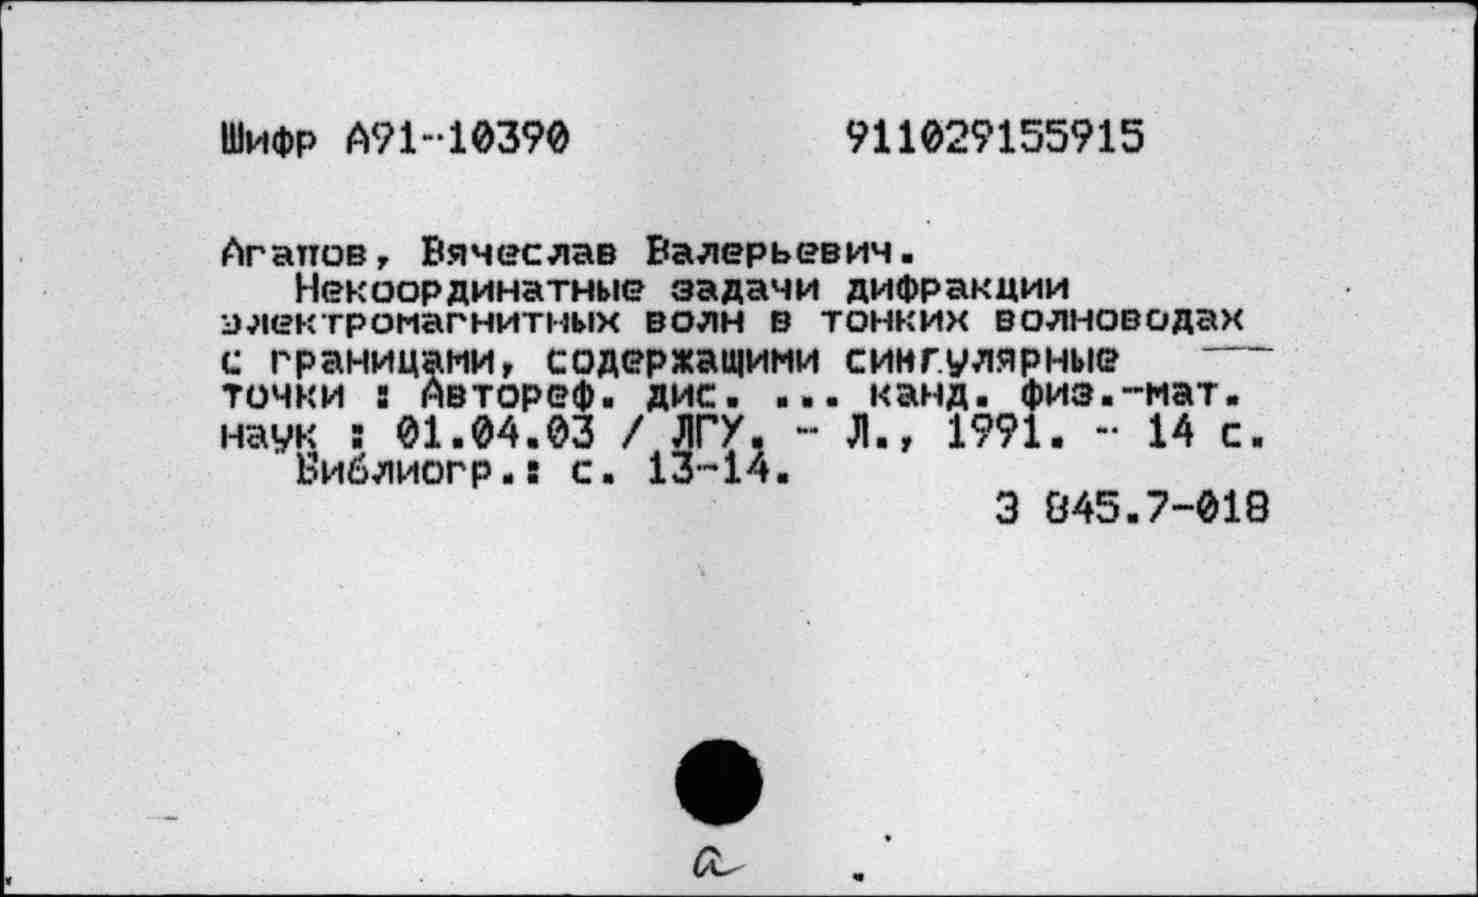 Шифр А91-10390 911029155915
Агапов, Вячеслав Валерьевич.
Некоординатные задачи дифракции
электромагнитных волн в тонких волноводах
с границами, содержащими сингулярные
точки : Автореф. дис. ... канд. физ.-мат.
наук : 01.04.03 / ЛГУ. - Л., 1991. - 14 с.
Библиогр.: с. 13-14.
З 845.7-018
а